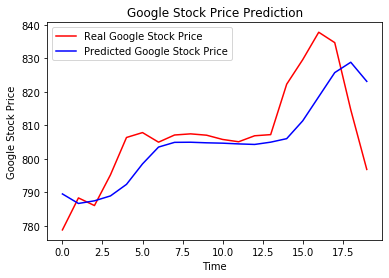 Google Stock Price Prediction
Real Google Stock Price
Predicted Google Stock Price
Google Stock Price
840
830
820
810
800
790
780
0.0 2.5 5.0 7.5 10.0 12.5 15.0 17.5
Time